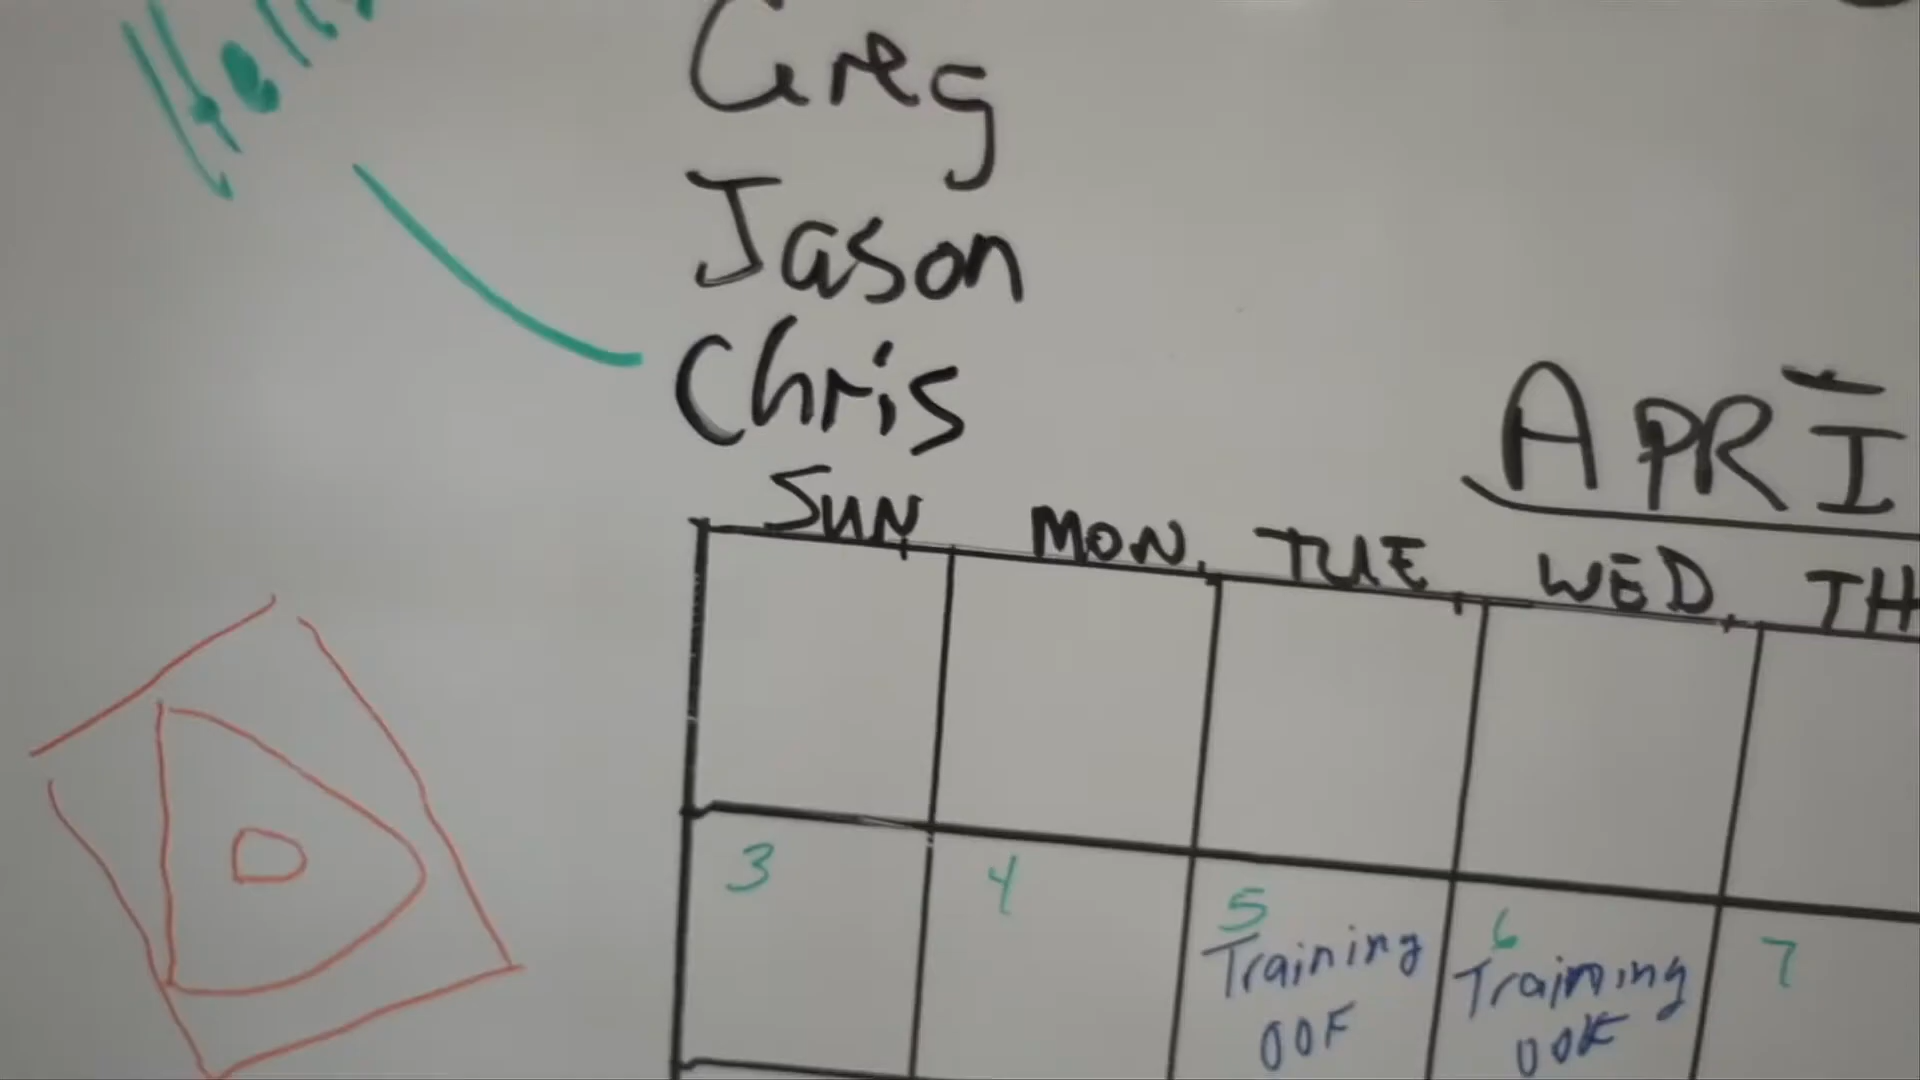 Greg
Jason
Chris
APRI
SUN MON. TUE WED. TH
3 4 5 6 7
Training Training
OOF OOF